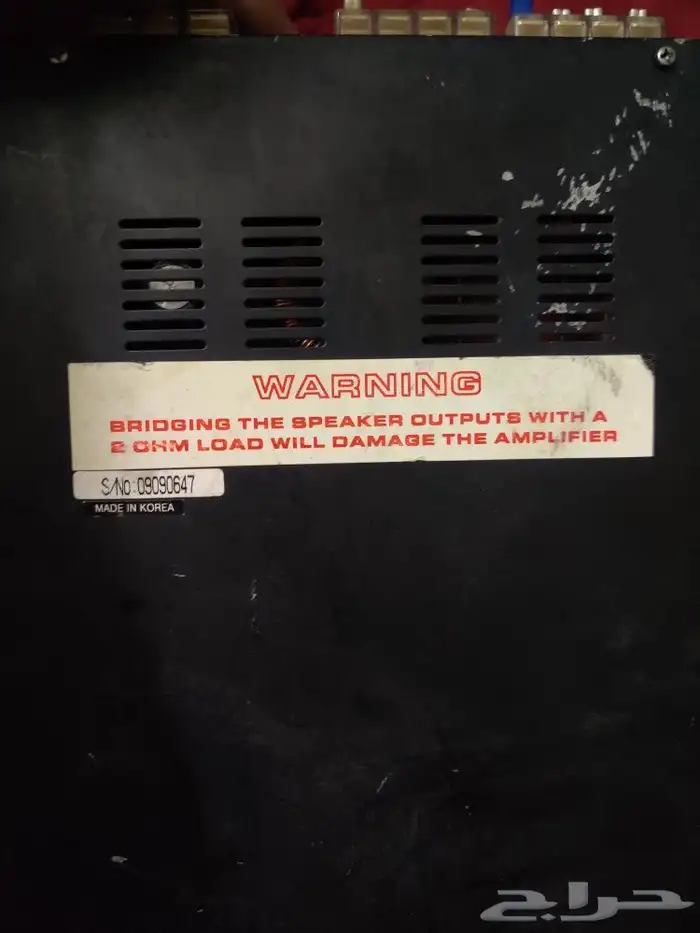 WARNING
BRIDGING THE SPEAKER OUTPUTS WITH A
2 OHM LOAD WILL DAMAGE THE AMPLIFIER
S/No: 09090647
MADE IN KOREA
حراج